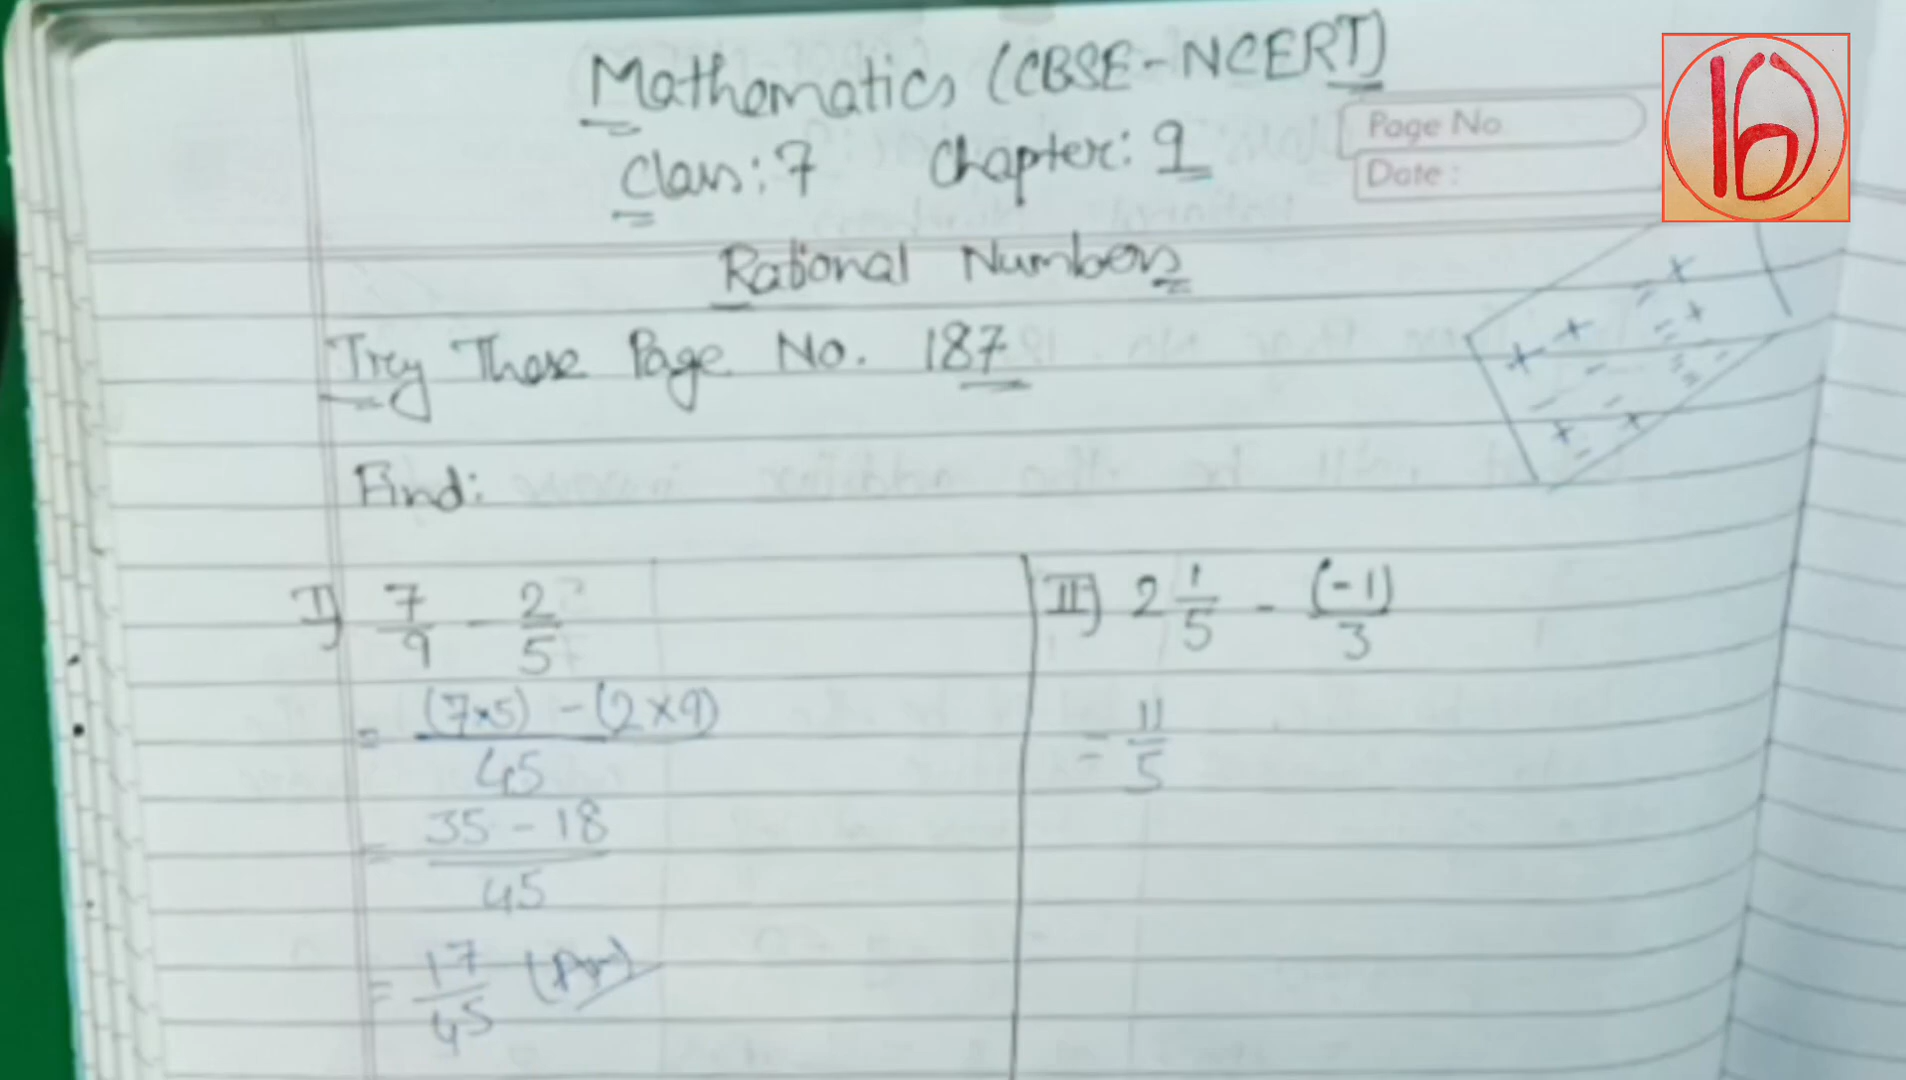 Mathematics (CBSE-NCERT)
Class: 7 Chapter: 9
Page No.
Date :
Rational Numbers
Try These Page No. 187
Find:
I) 7/9 - 2/5
= (7×5) - (2×9) / 45
= 35 - 18 / 45
= 17/45 (Ans)
II) 2 1/5 - (-1)/3
= 11/5